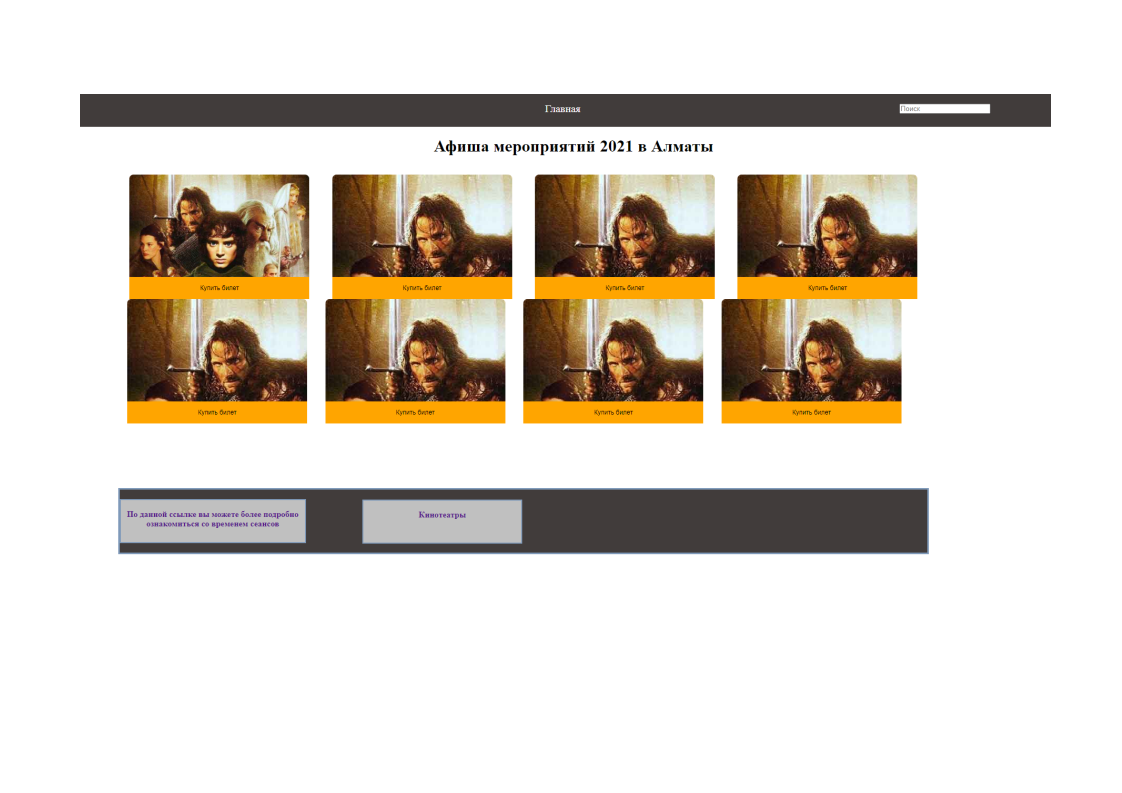 Главная
Поиск
Афиша мероприятий 2021 в Алматы
Купить билет
Купить билет
Купить билет
Купить билет
Купить билет
Купить билет
Купить билет
Купить билет
По данной ссылке вы можете более подробно
ознакомиться со временем сеансов
Кинотеатры